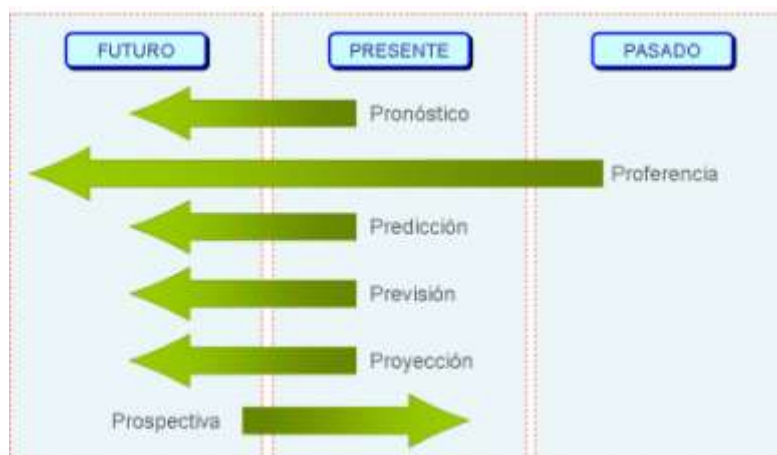 FUTURO PRESENTE PASADO
Pronóstico
Proferencia
Predicción
Previsión
Proyección
Prospectiva